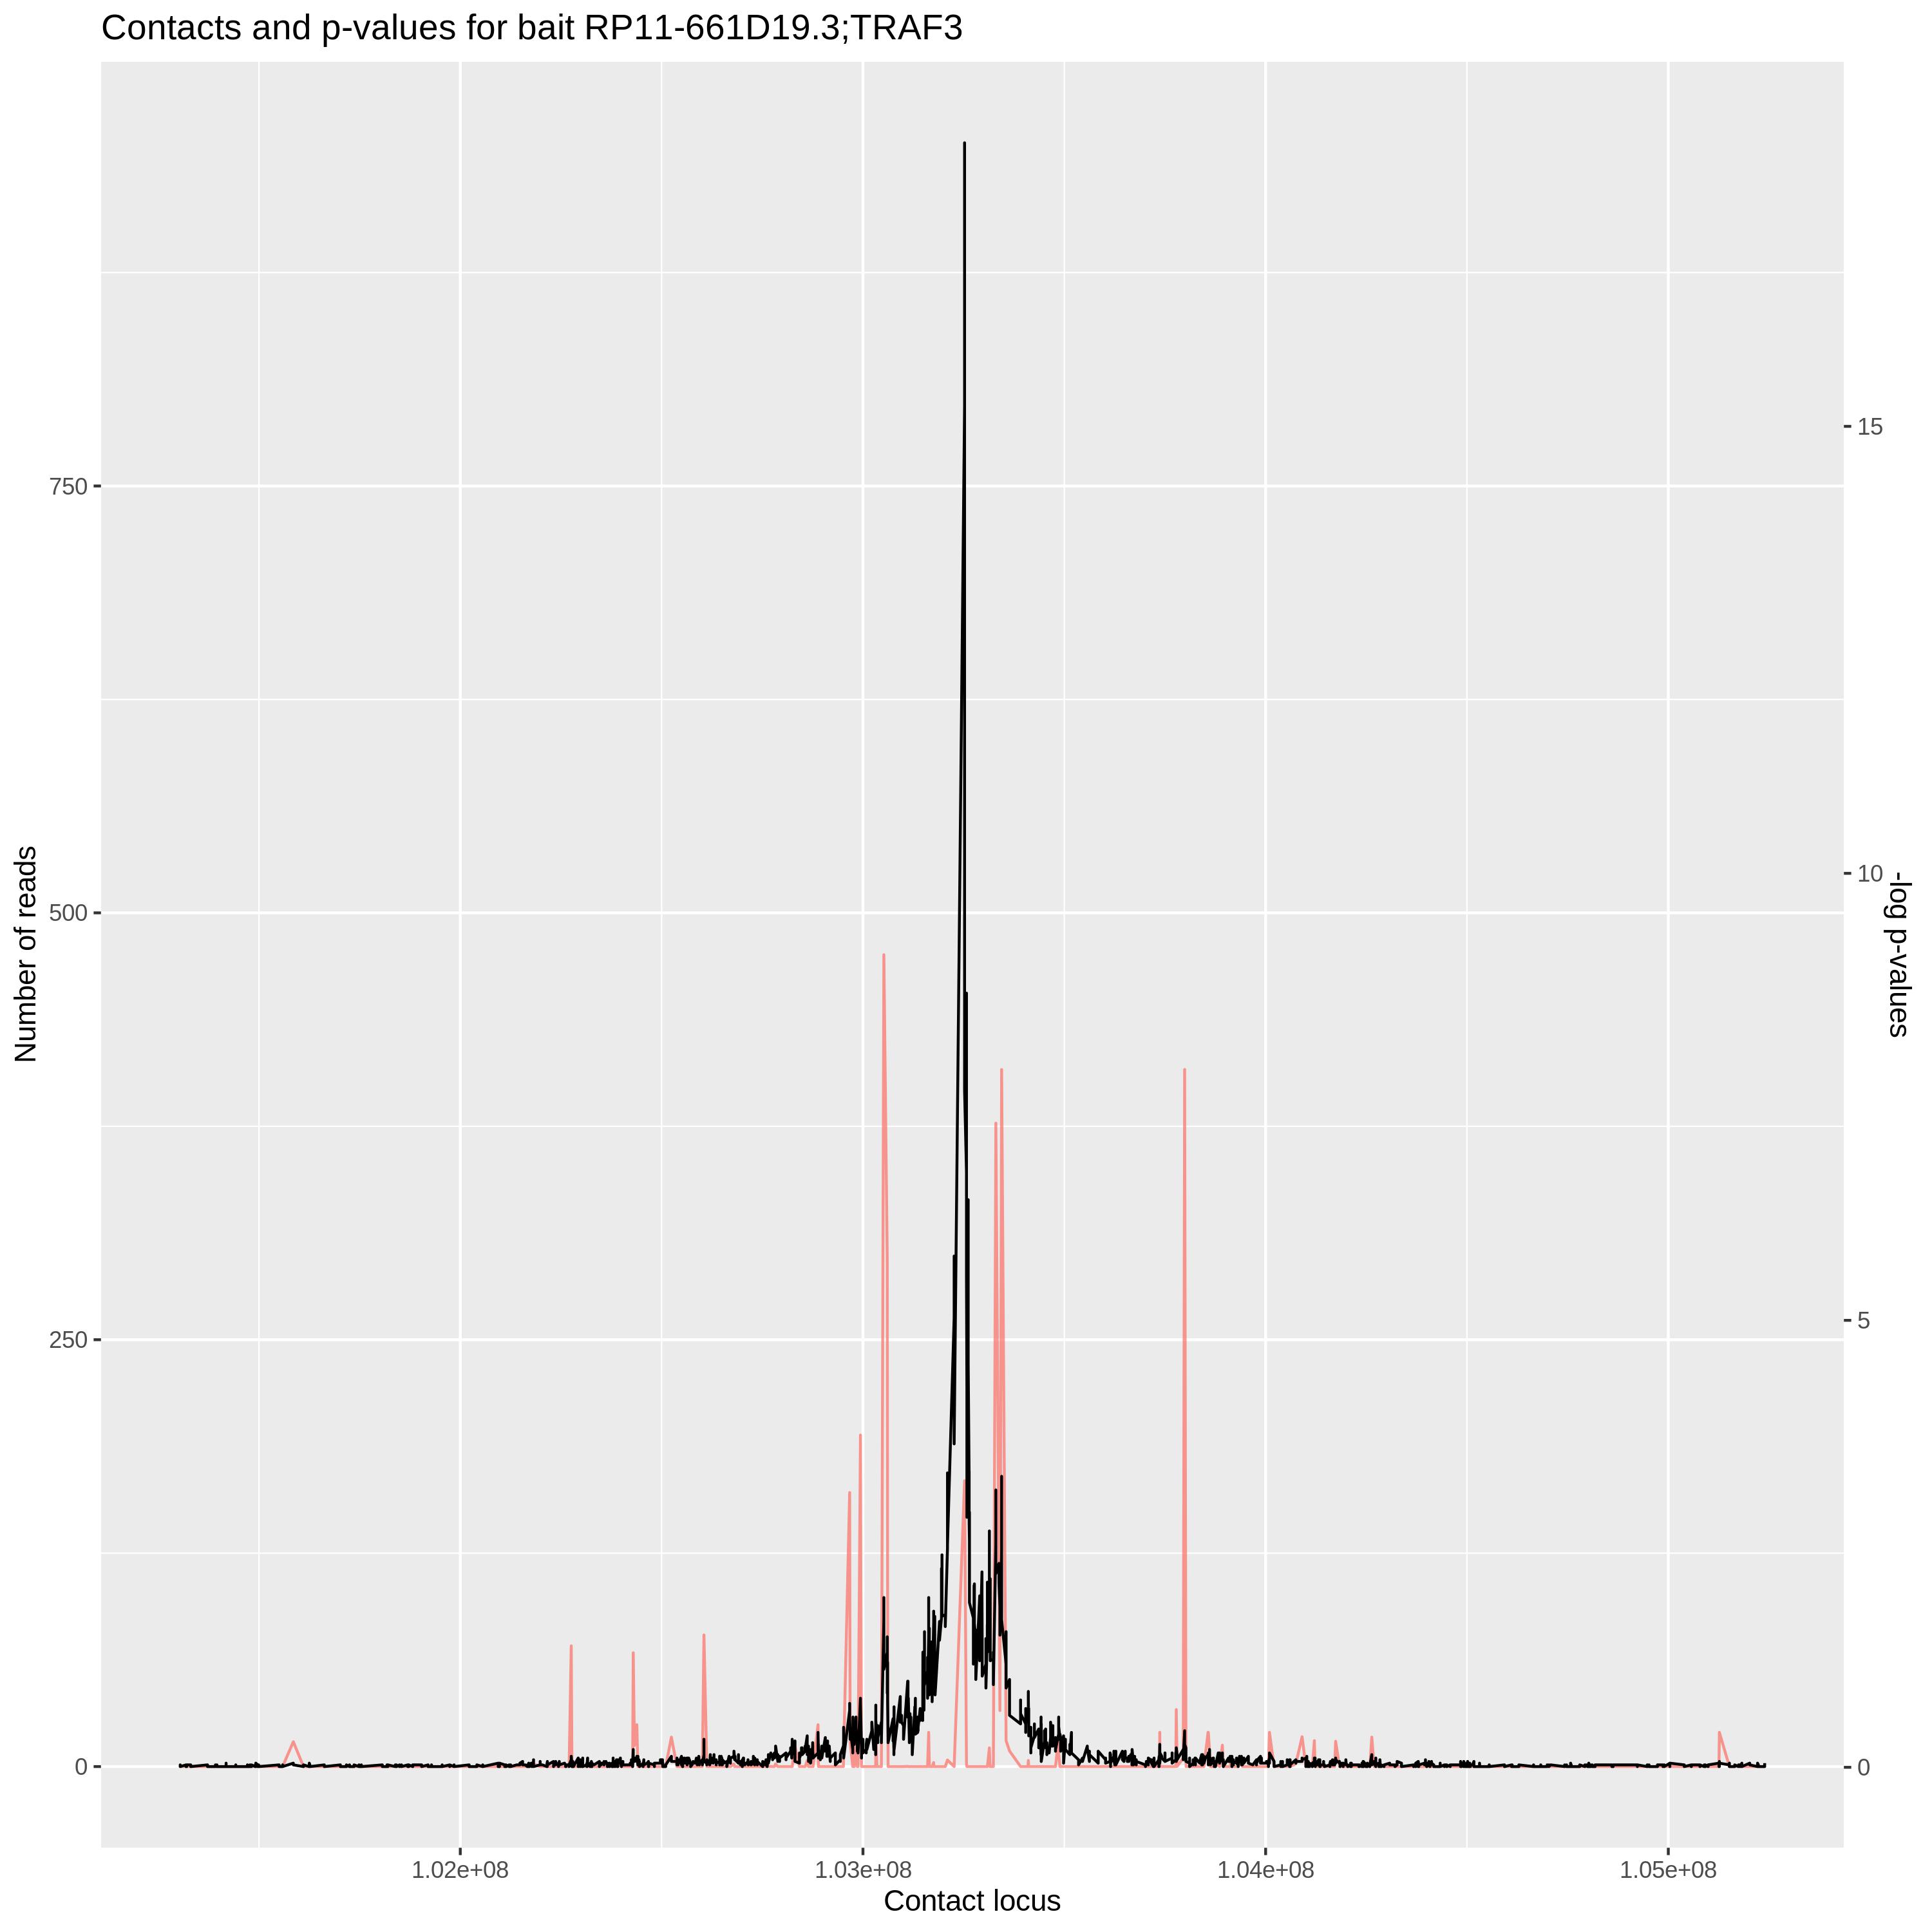 Contacts and p-values for bait RP11-661D19.3;TRAF3
Number of reads
750
500
250
0
15
10
5
0
-log p-values
1.02e+08
1.03e+08
1.04e+08
1.05e+08
Contact locus